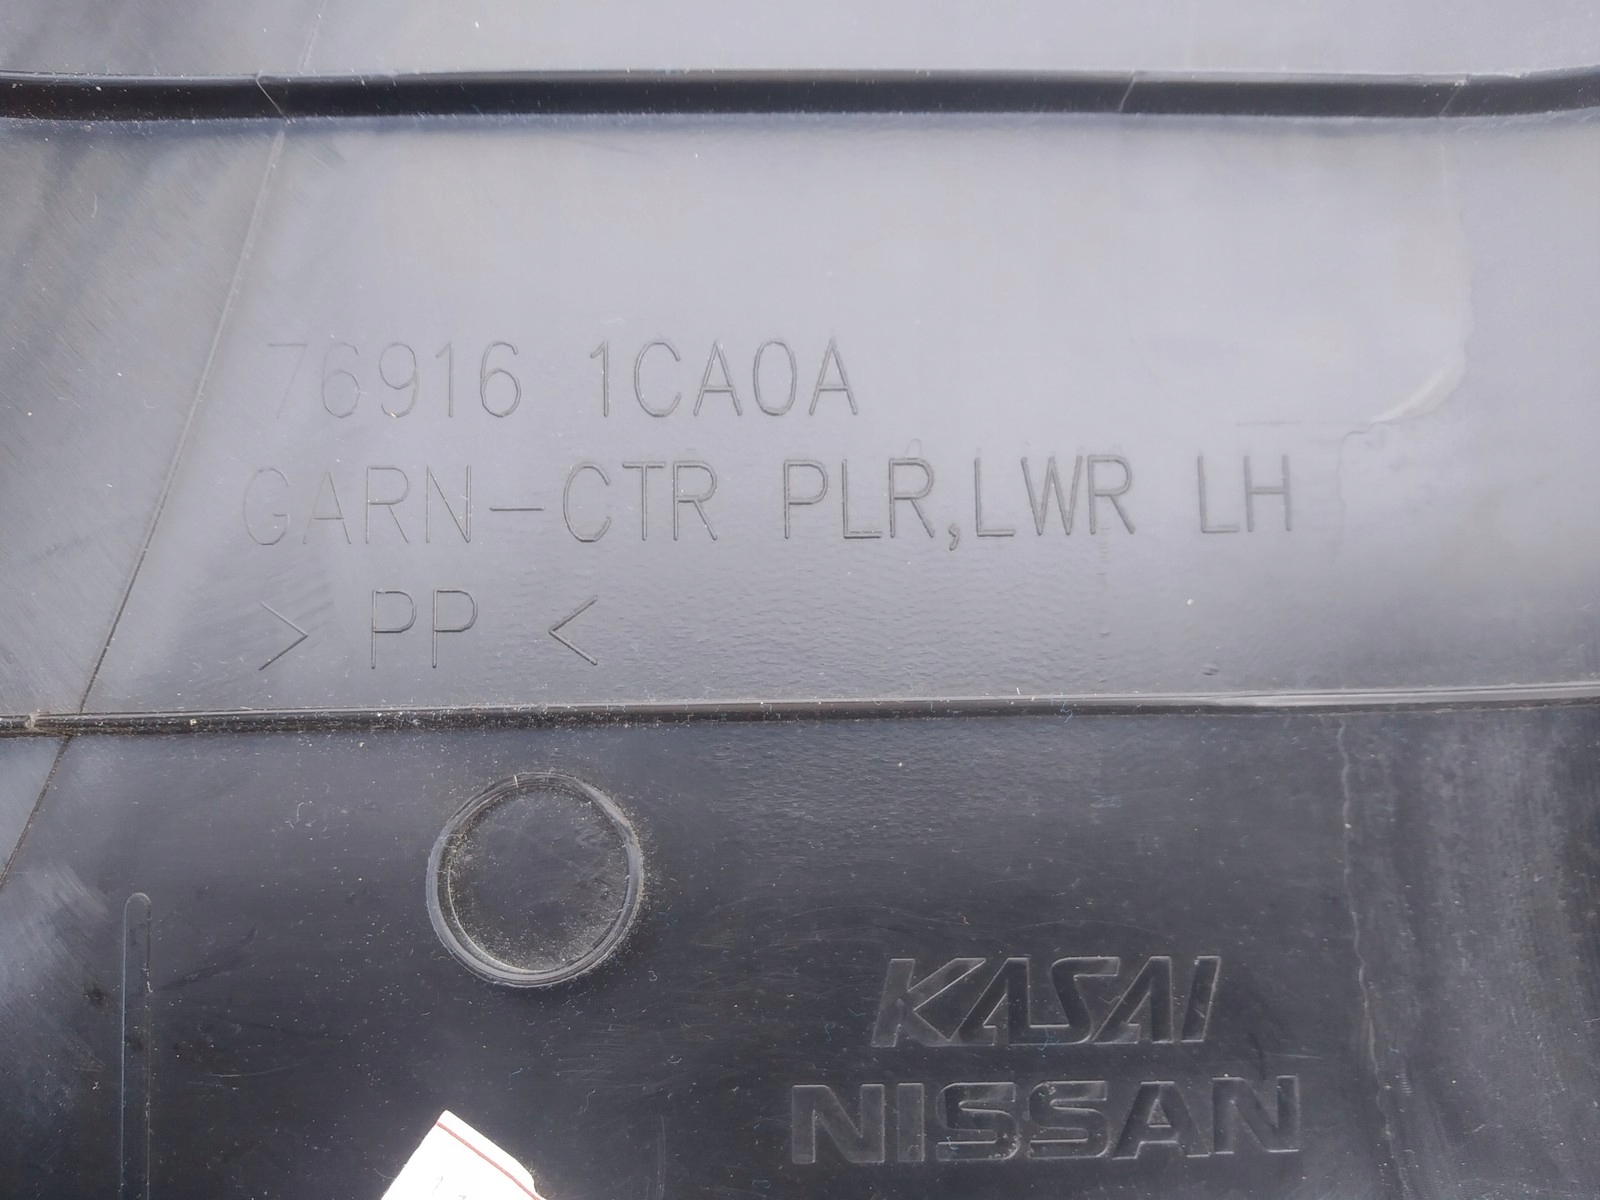 76916 1CA0A
GARN-CTR PLR,LWR LH
> PP <
KASAI
NISSAN